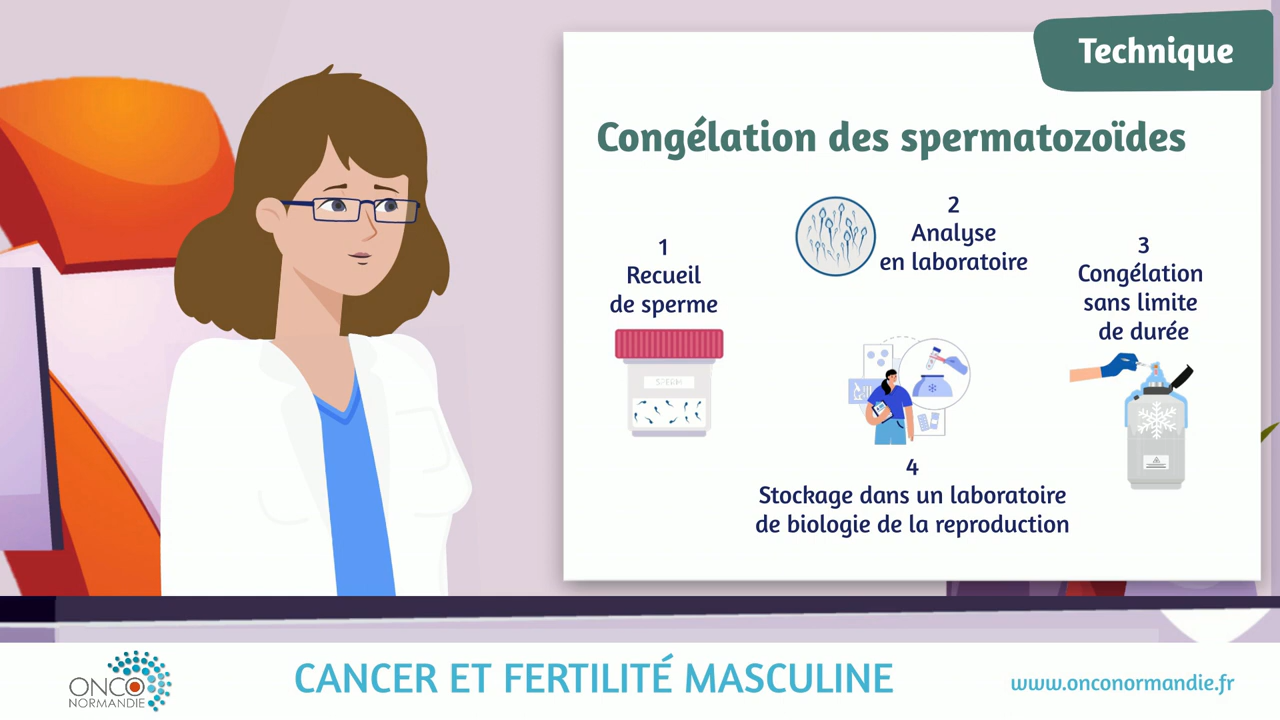 Technique
Congélation des spermatozoïdes
1
Recueil
de sperme
SPERM
2
Analyse
en laboratoire
3
Congélation
sans limite
de durée
4
Stockage dans un laboratoire
de biologie de la reproduction
ONCO
NORMANDIE
CANCER ET FERTILITÉ MASCULINE
www.onconormandie.fr